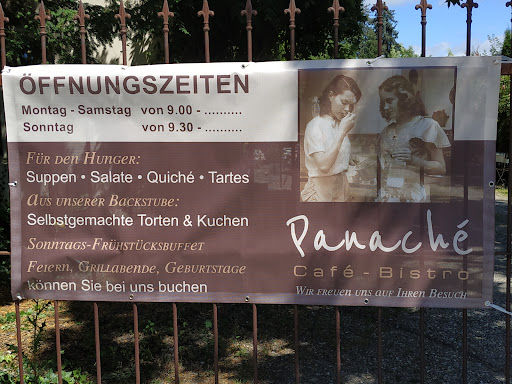 ÖFFNUNGSZEITEN
Montag - Samstag von 9.00 - ..........
Sonntag von 9.30 - ..........
FÜR DEN HUNGER:
Suppen • Salate • Quiché • Tartes
AUS UNSERER BACKSTUBE:
Selbstgemachte Torten & Kuchen
SONNTAGS-FRÜHSTÜCKSBUFFET
FEIERN, GRILLABENDE, GEBURTSTAGE
können Sie bei uns buchen
Panaché
Café - Bistro
WIR FREUEN UNS AUF IHREN BESUCH